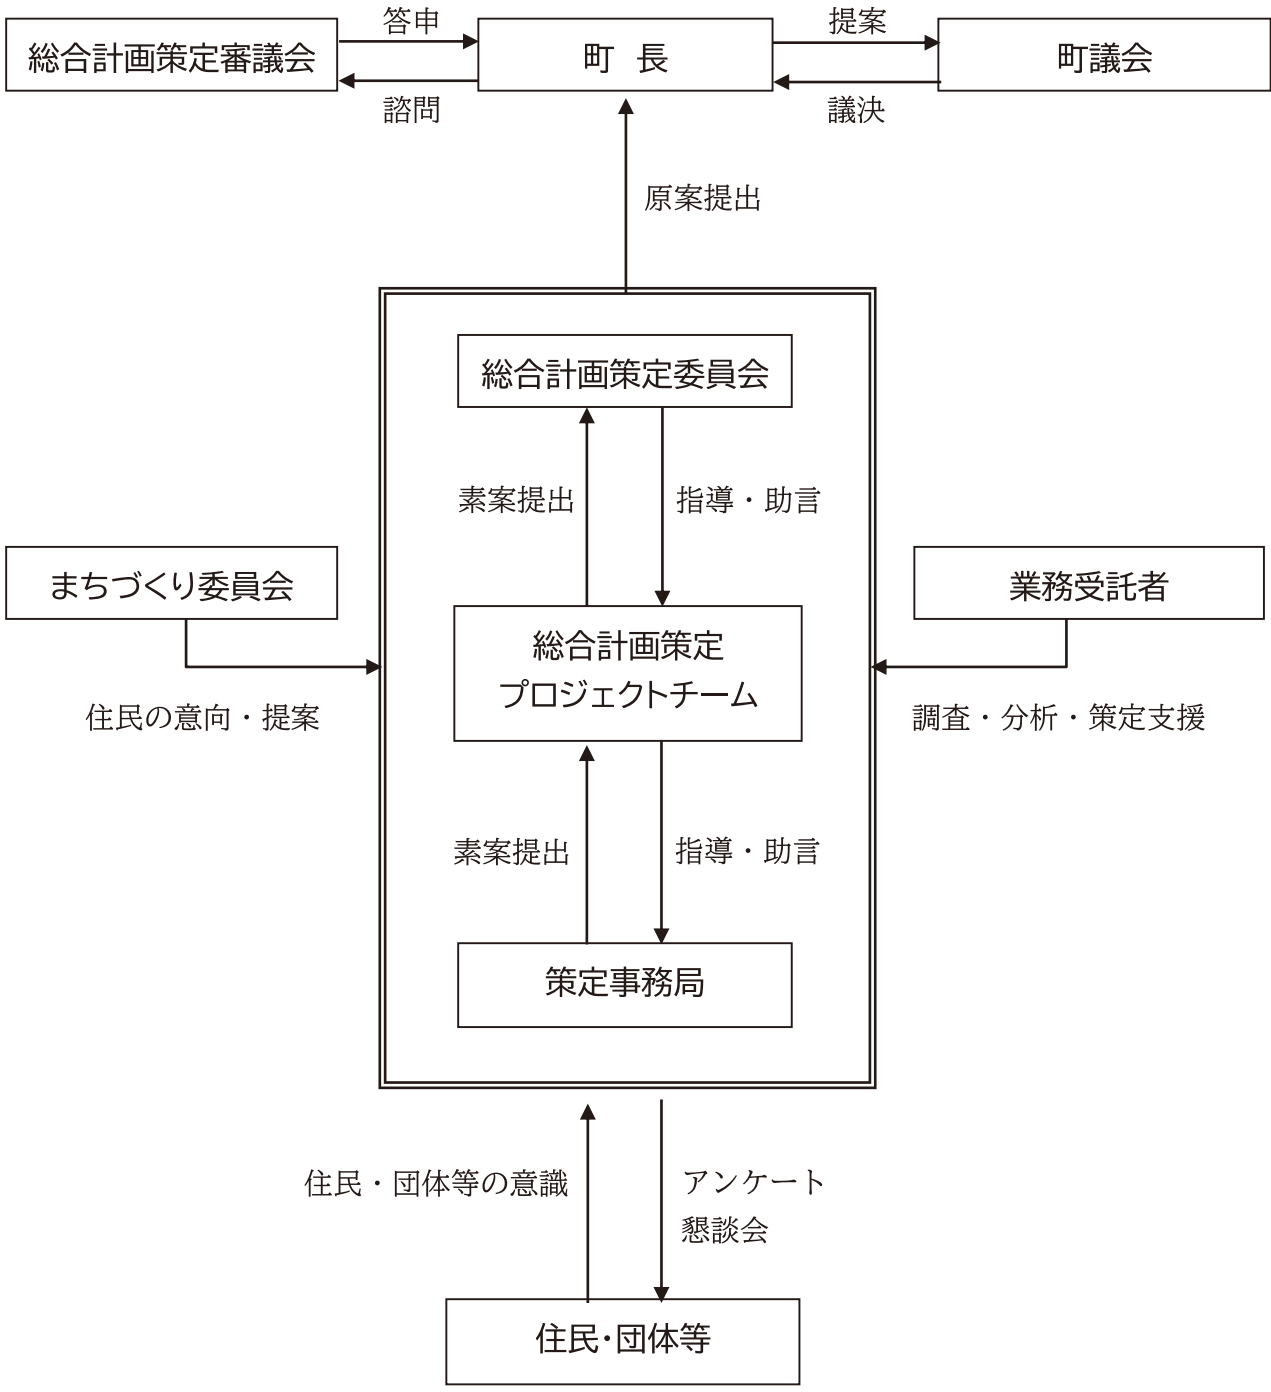 答申
提案
総合計画策定審議会
町 長
町議会
諮問
議決
原案提出
総合計画策定委員会
素案提出
指導・助言
まちづくり委員会
業務受託者
総合計画策定
プロジェクトチーム
住民の意向・提案
調査・分析・策定支援
素案提出
指導・助言
策定事務局
住民・団体等の意識
アンケート
懇談会
住民・団体等